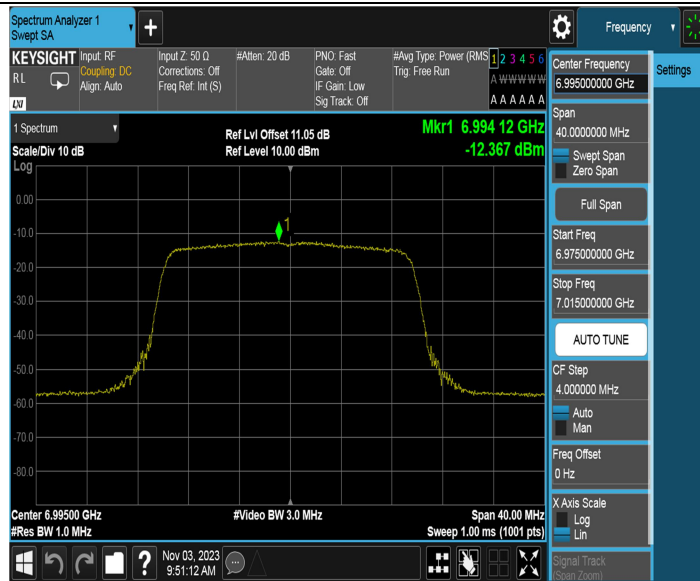 Spectrum Analyzer 1
Swept SA
+
Frequency
KEYSIGHT
RL
LXI
Input: RF
Coupling: DC
Align: Auto
Input Z: 50 Ω
Corrections: Off
Freq Ref: Int (S)
#Atten: 20 dB
PNO: Fast
Gate: Off
IF Gain: Low
Sig Track: Off
#Avg Type: Power (RMS
Trig: Free Run
1 2 3 4 5 6
A W W W W W
A A A A A A
1 Spectrum
Scale/Div 10 dB
Log
Ref Lvl Offset 11.05 dB
Ref Level 10.00 dBm
Mkr1 6.994 12 GHz
-12.367 dBm
0.00
-10.0
-20.0
-30.0
-40.0
-50.0
-60.0
-70.0
-80.0
1
Center 6.99500 GHz
#Res BW 1.0 MHz
#Video BW 3.0 MHz
Span 40.00 MHz
Sweep 1.00 ms (1001 pts)
Nov 03, 2023
9:51:12 AM
?
Center Frequency
6.995000000 GHz
Settings
Span
40.0000000 MHz
Swept Span
Zero Span
Full Span
Start Freq
6.975000000 GHz
Stop Freq
7.015000000 GHz
AUTO TUNE
CF Step
4.000000 MHz
Auto
Man
Freq Offset
0 Hz
X Axis Scale
Log
Lin
Signal Track
(Span Zoom)